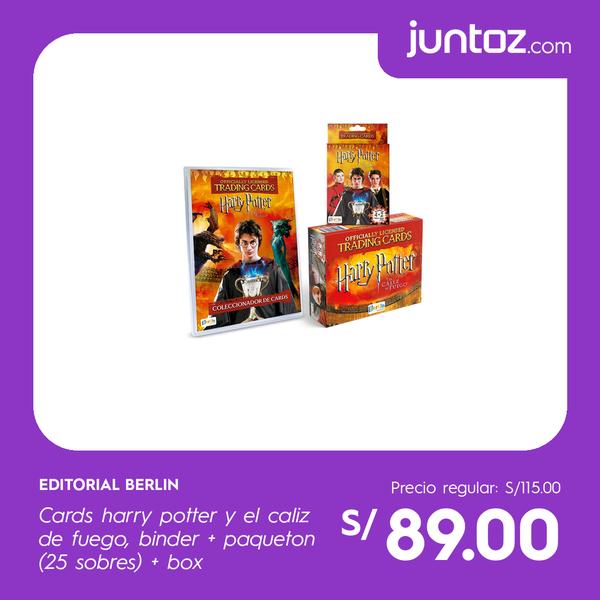 juntoz.com
OFFICIALLY LICENSED
TRADING CARDS
Harry Potter
COLECCIONADOR DE CARDS
TRADING CARDS
Harry Potter
OFFICIALLY LICENSED
TRADING CARDS
Harry Potter
CALIZ
FUEGO
EDITORIAL BERLIN
Cards harry potter y el caliz
de fuego, binder + paqueton
(25 sobres) + box
Precio regular: S/115.00
S/ 89.00